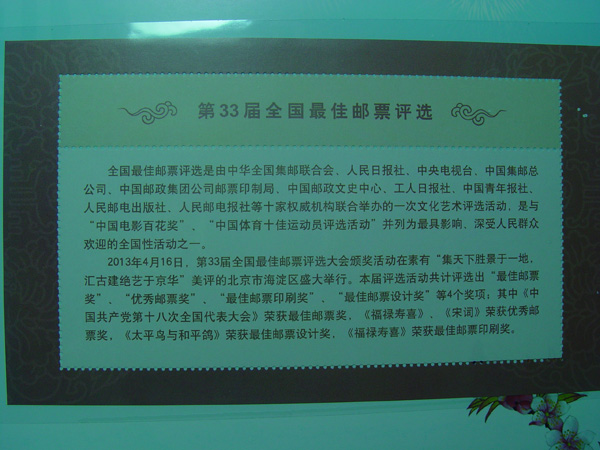 第33届全国最佳邮票评选
全国最佳邮票评选是由中华全国集邮联合会、人民日报社、中央电视台、中国集邮总
公司、中国邮政集团公司邮票印制局、中国邮政文史中心、工人日报社、中国青年报社、
人民邮电出版社、人民邮电报社等十家权威机构联合举办的一次文化艺术评选活动，是与
“中国电影百花奖”、“中国体育十佳运动员评选活动”并列为最具影响、深受人民群众
欢迎的全国性活动之一。
2013年4月16日，第33届全国最佳邮票评选大会颁奖活动在素有“集天下胜景于一地，
汇古建绝艺于京华”美评的北京市海淀区盛大举行。本届评选活动共计评选出“最佳邮票
奖”、“优秀邮票奖”、“最佳邮票印刷奖”、“最佳邮票设计奖”等4个奖项；其中《中
国共产党第十八次全国代表大会》荣获最佳邮票奖，《福禄寿喜》、《宋词》荣获优秀邮
票奖，《太平鸟与和平鸽》荣获最佳邮票设计奖，《福禄寿喜》荣获最佳邮票印刷奖。